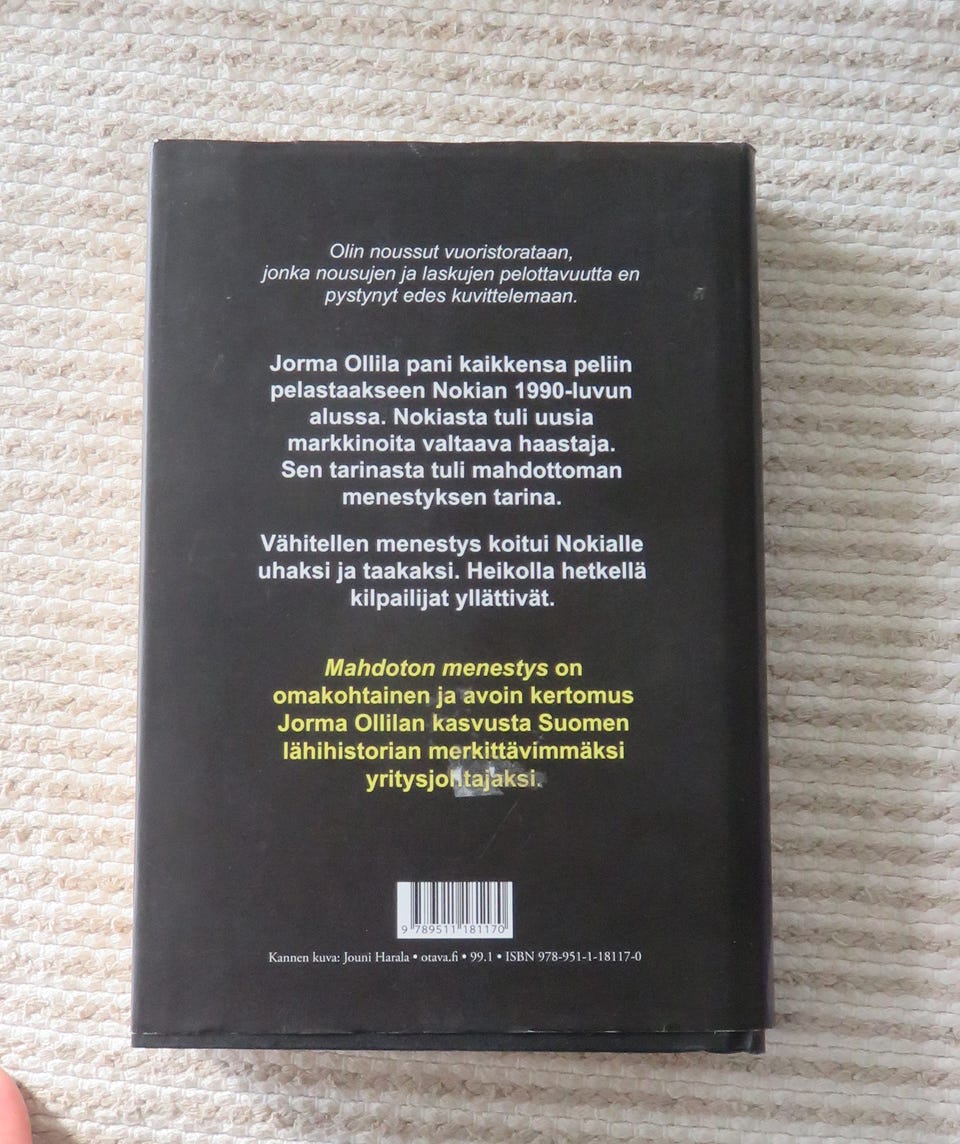 Olin noussut vuoristorataan,
jonka nousujen ja laskujen pelottavuutta en
pystynyt edes kuvittelemaan.
Jorma Ollila pani kaikkensa peliin
pelastaakseen Nokian 1990-luvun
alussa. Nokiasta tuli uusia
markkinoita valtaava haastaja.
Sen tarinasta tuli mahdottoman
menestyksen tarina.
Vähitellen menestys koitui Nokialle
uhaksi ja taakaksi. Heikolla hetkellä
kilpailijat yllättivät.
Mahdoton menestys on
omakohtainen ja avoin kertomus
Jorma Ollilan kasvusta Suomen
lähihistorian merkittävimmäksi
yritysjohtajaksi.
9 789511 181170
Kannen kuva: Jouni Harala • otava.fi • 99.1 • ISBN 978-951-1-18117-0